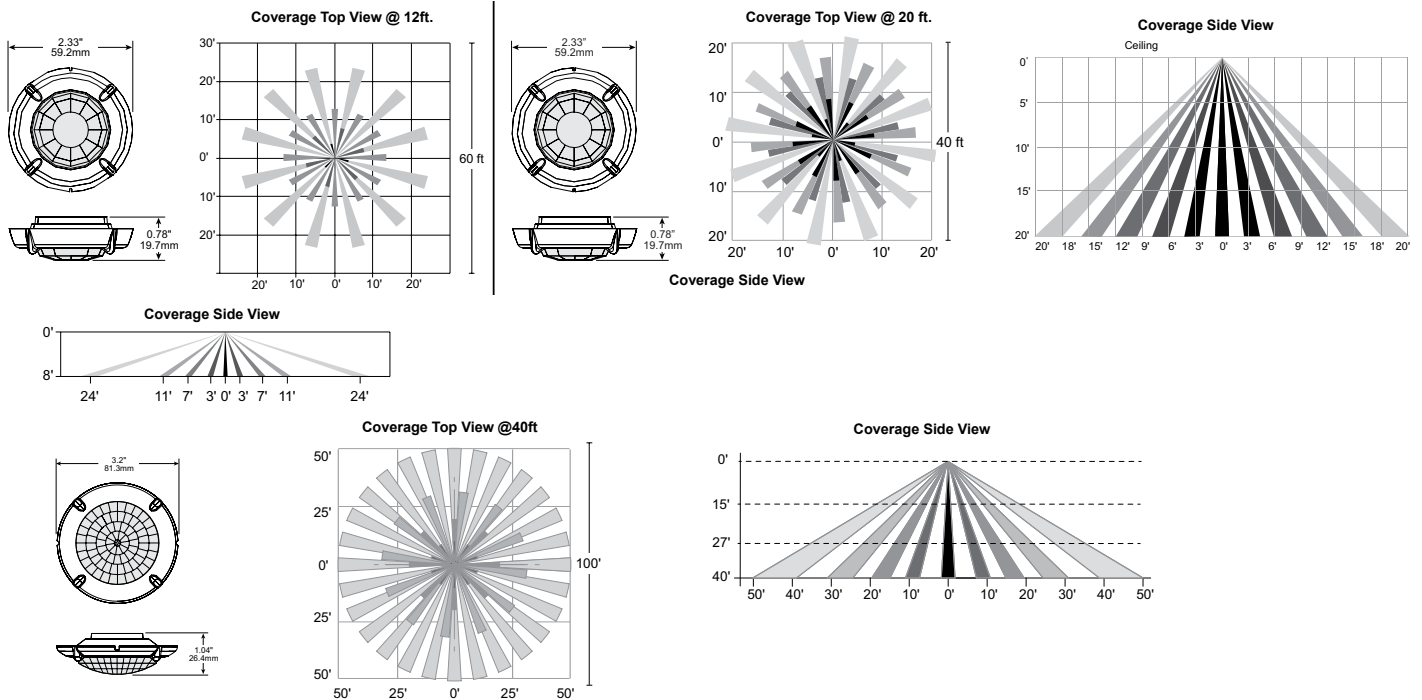 Coverage Top View @ 12ft.
2.33"
59.2mm
30'
20'
10'
0'
10'
20'
60 ft
20' 10' 0' 10' 20'
0.78"
19.7mm
Coverage Top View @ 20 ft.
2.33"
59.2mm
20'
10'
0'
10'
20'
40 ft
20' 10' 0' 10' 20'
0.78"
19.7mm
Coverage Side View
Coverage Side View
Ceiling
0'
5'
10'
15'
20'
20' 18' 15' 12' 9' 6' 3' 0' 3' 6' 9' 12' 15' 18' 20'
Coverage Side View
0'
8'
24' 11' 7' 3' 0' 3' 7' 11' 24'
3.2"
81.3mm
1.04"
26.4mm
Coverage Top View @40ft
50'
25'
0'
25'
50'
100'
50' 25' 0' 25' 50'
Coverage Side View
0'
15'
27'
40'
50' 40' 30' 20' 10' 0' 10' 20' 30' 40' 50'